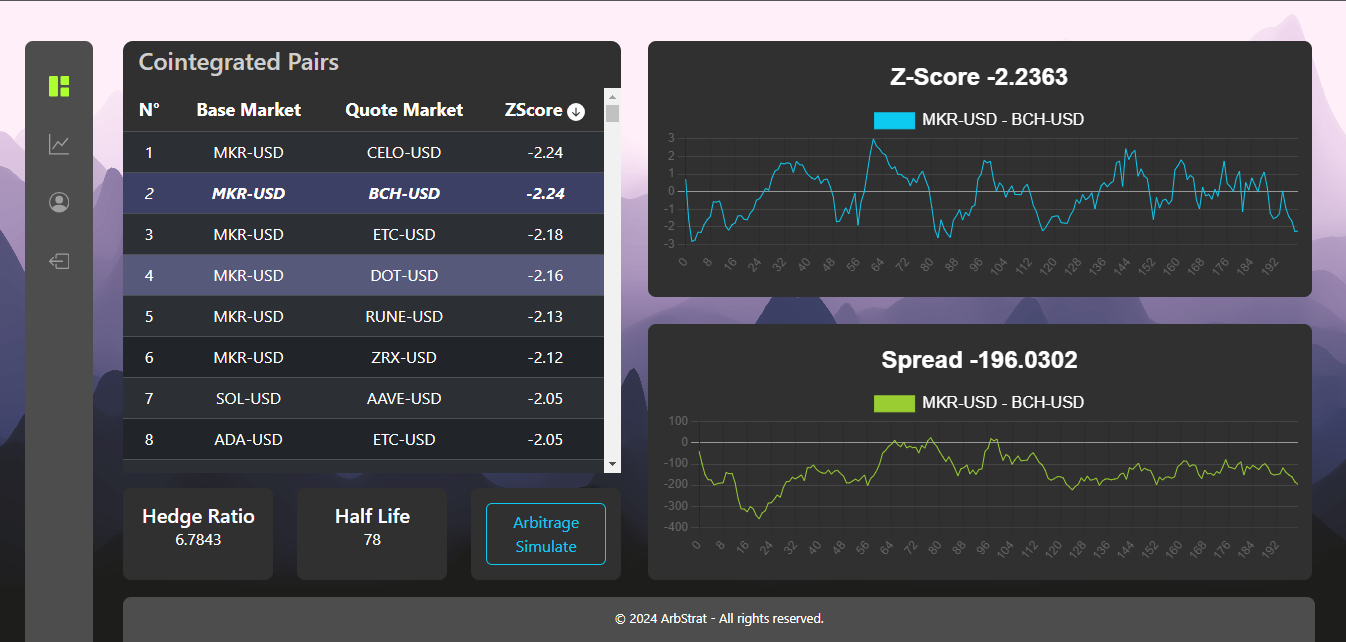 Cointegrated Pairs
N° Base Market Quote Market ZScore
1 MKR-USD CELO-USD -2.24
2 MKR-USD BCH-USD -2.24
3 MKR-USD ETC-USD -2.18
4 MKR-USD DOT-USD -2.16
5 MKR-USD RUNE-USD -2.13
6 MKR-USD ZRX-USD -2.12
7 SOL-USD AAVE-USD -2.05
8 ADA-USD ETC-USD -2.05
Hedge Ratio
6.7843
Half Life
78
Arbitrage
Simulate
Z-Score -2.2363
MKR-USD - BCH-USD
3
2
1
0
-1
-2
-3
0 8 16 24 32 40 48 56 64 72 80 88 96 104 112 120 128 136 144 152 160 168 176 184 192
Spread -196.0302
MKR-USD - BCH-USD
100
0
-100
-200
-300
-400
0 8 16 24 32 40 48 56 64 72 80 88 96 104 112 120 128 136 144 152 160 168 176 184 192
© 2024 ArbStrat - All rights reserved.